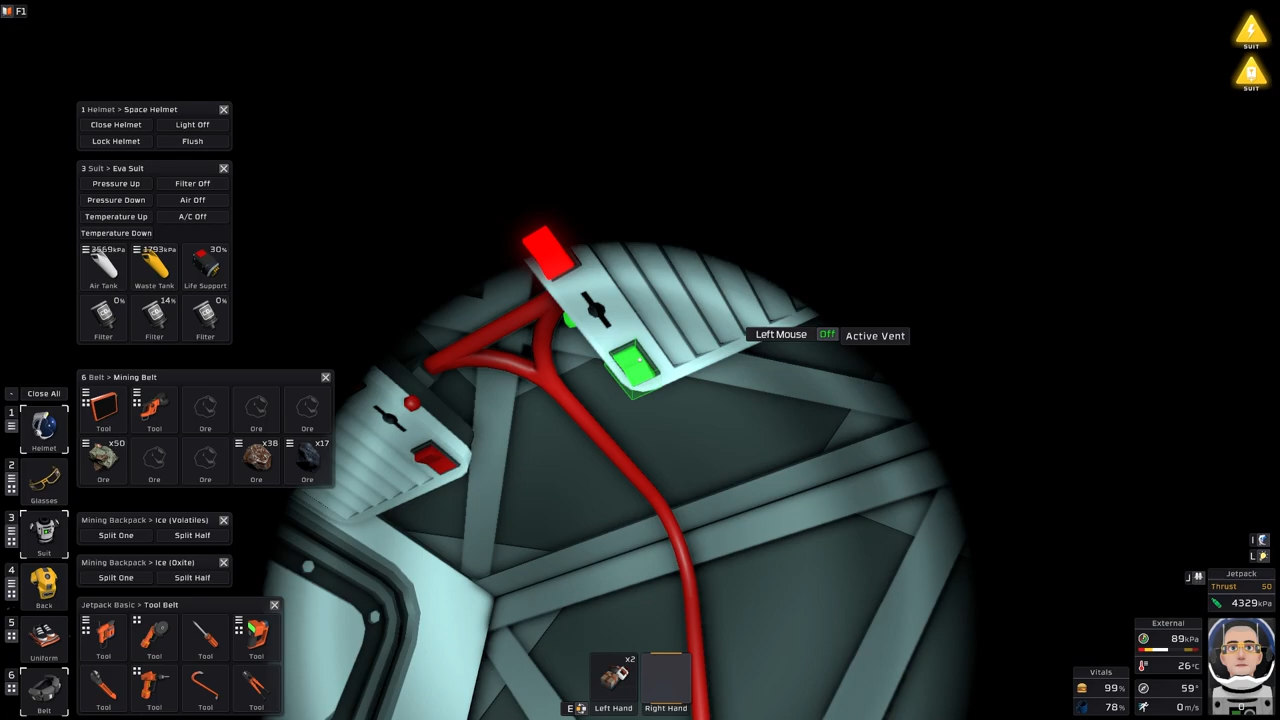 F1
SUIT
SUIT
1 Helmet > Space Helmet
Close Helmet Light Off
Lock Helmet Flush
3 Suit > Eva Suit
Pressure Up Filter Off
Pressure Down Air Off
Temperature Up A/C Off
Temperature Down
3569kPa 1793kPa 30%
Air Tank Waste Tank Life Support
0% 14% 0%
Filter Filter Filter
Left Mouse Off Active Vent
6 Belt > Mining Belt
Tool Tool Ore Ore Ore
x50 x38 x17
Ore Ore Ore Ore Ore
- Close All
1 Helmet
2 Glasses
3 Suit
4 Back
5 Uniform
6 Belt
Mining Backpack > Ice (Volatiles)
Split One Split Half
Mining Backpack > Ice (Oxite)
Split One Split Half
Jetpack Basic > Tool Belt
Tool Tool Tool Tool
Tool Tool Tool Tool
x2
E Left Hand Right Hand
I
L
J Jetpack
Thrust 50
4329kPa
External
89kPa
26°C
59°
0m/s
Vitals
99%
78%
0